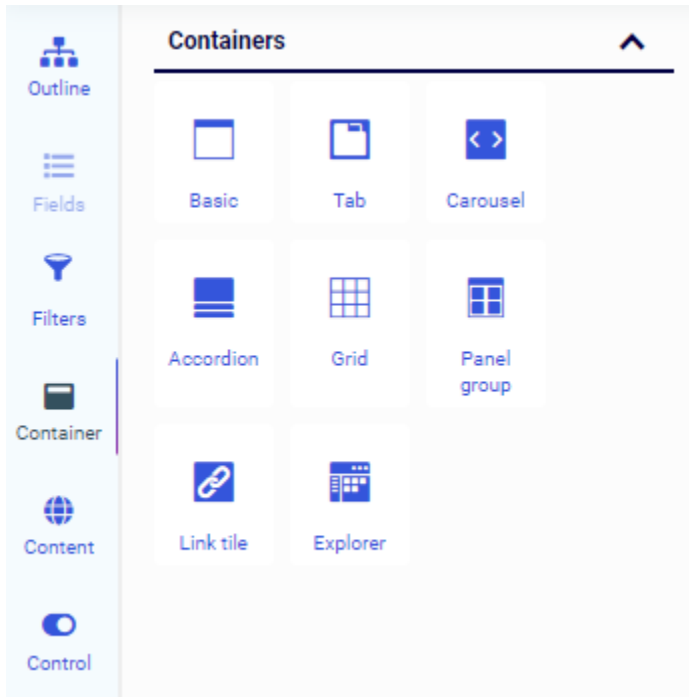 Outline
Fields
Filters
Container
Content
Control
Containers
Basic
Tab
Carousel
Accordion
Grid
Panel
group
Link tile
Explorer